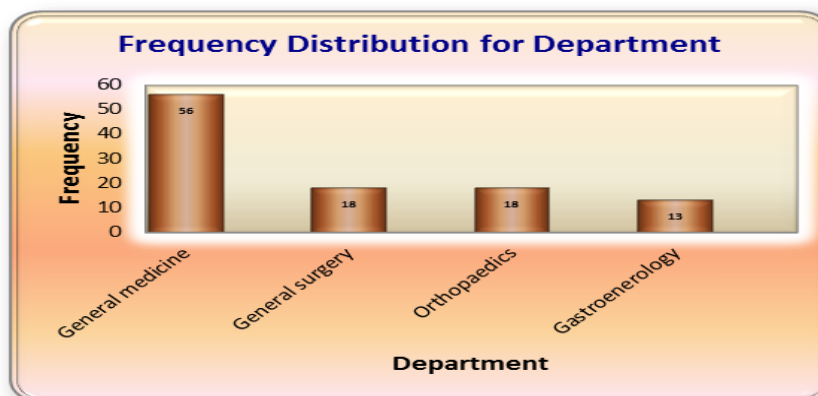 Frequency Distribution for Department
Frequency
60
50
40
30
20
10
0
56
18
18
13
General medicine
General surgery
Orthopaedics
Gastroenerology
Department